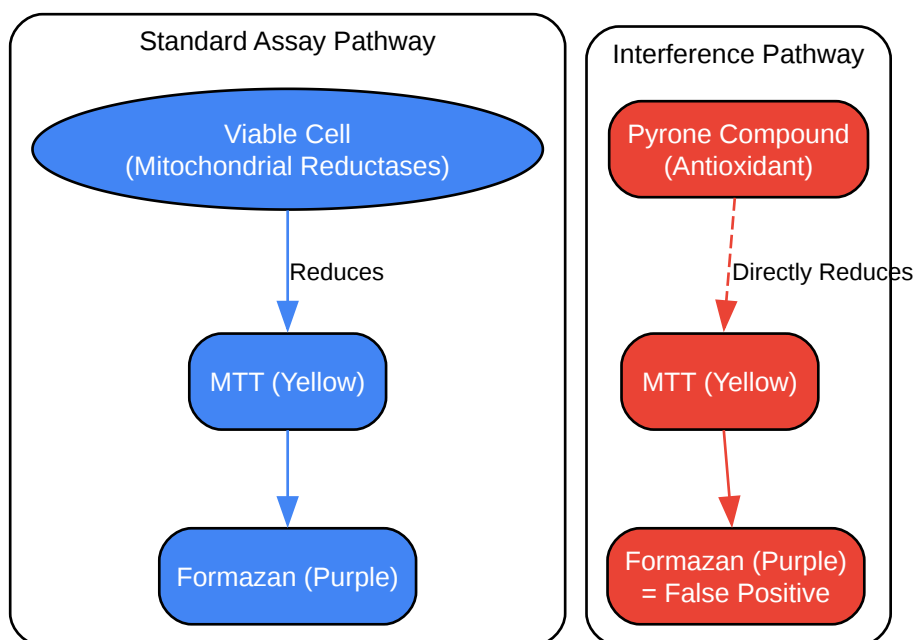 Standard Assay Pathway
Viable Cell
(Mitochondrial Reductases)
Reduces
MTT (Yellow)
Formazan (Purple)
Interference Pathway
Pyrone Compound
(Antioxidant)
Directly Reduces
MTT (Yellow)
Formazan (Purple)
= False Positive